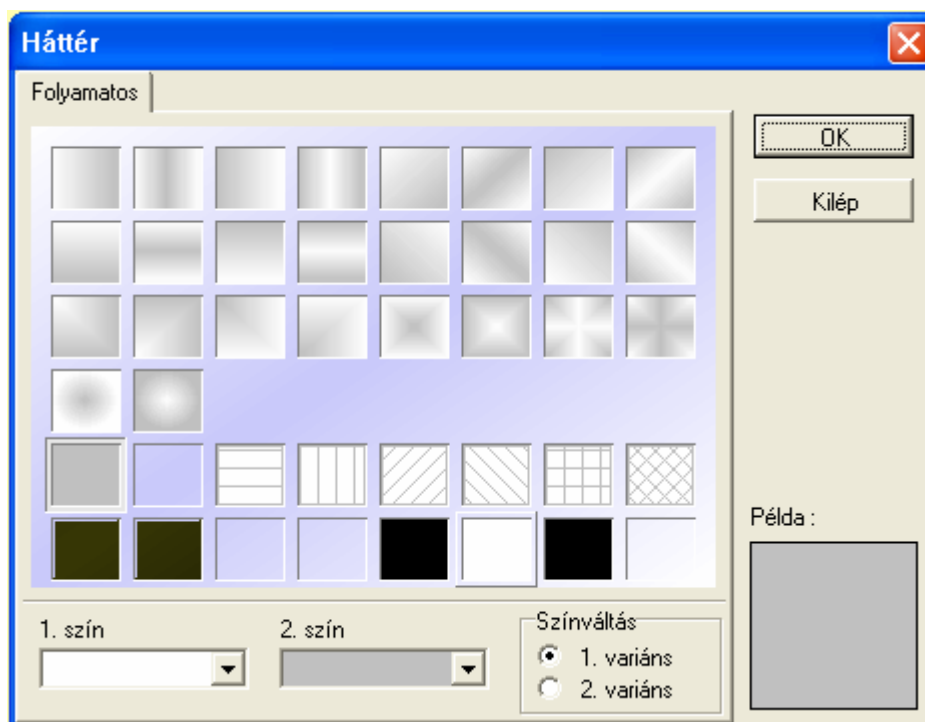 Háttér
Folyamatos
OK
Kilép
Példa :
1. szín
2. szín
Színváltás
1. variáns
2. variáns